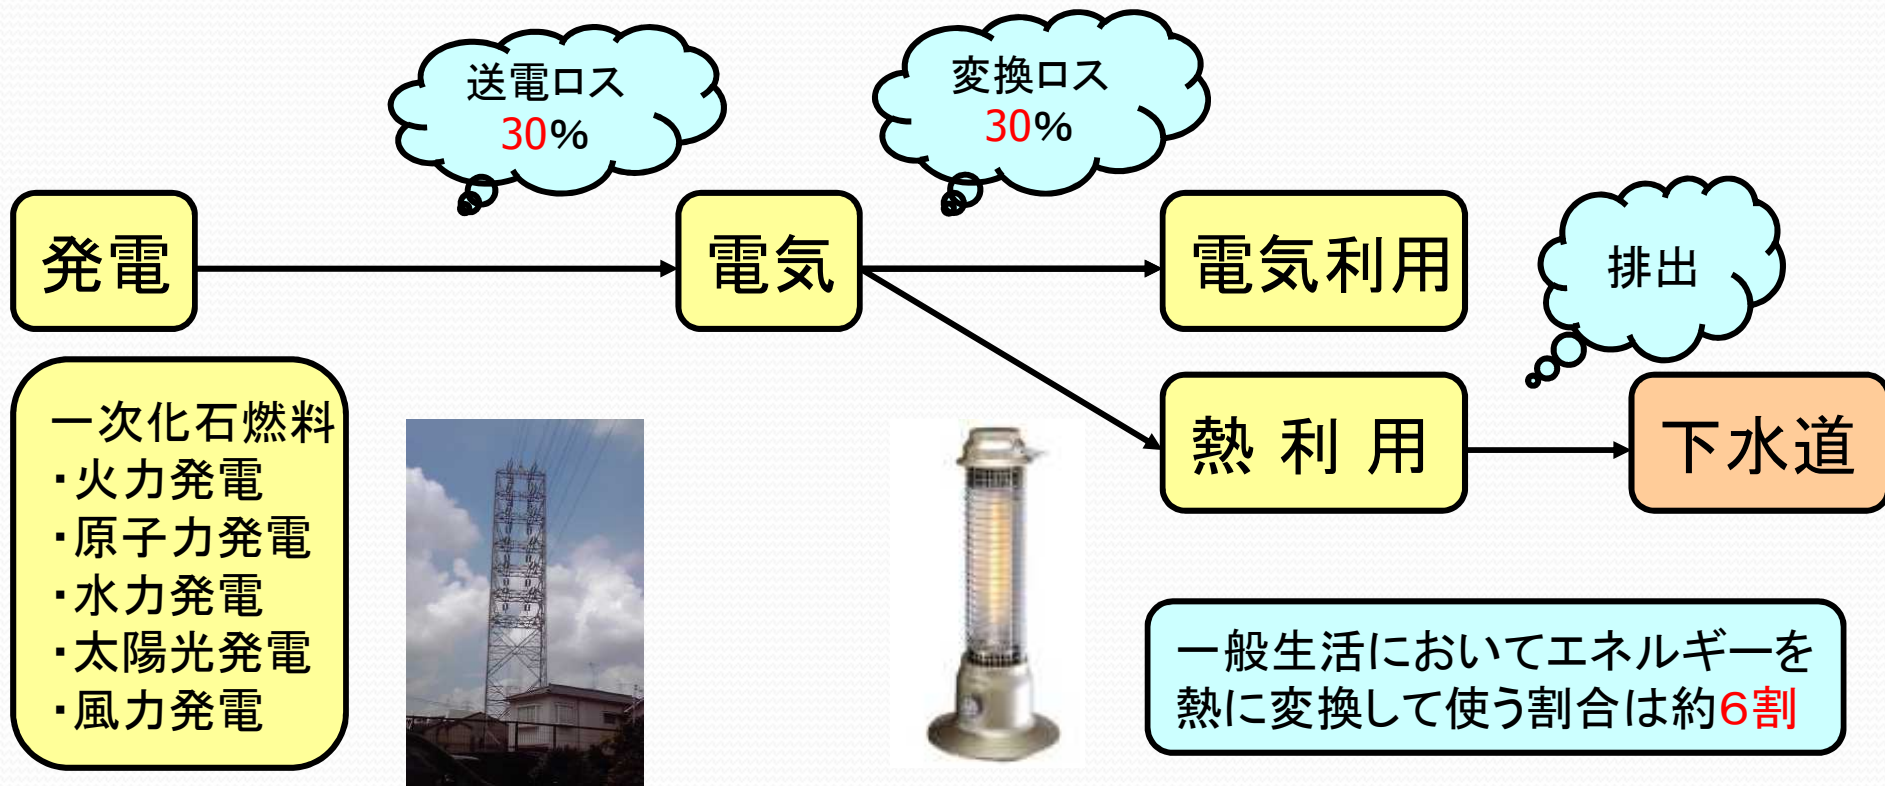 送電ロス
30%
変換ロス
30%
発電
電気
電気利用
排出
熱 利 用
下水道
一次化石燃料
・火力発電
・原子力発電
・水力発電
・太陽光発電
・風力発電
一般生活においてエネルギーを
熱に変換して使う割合は約６割